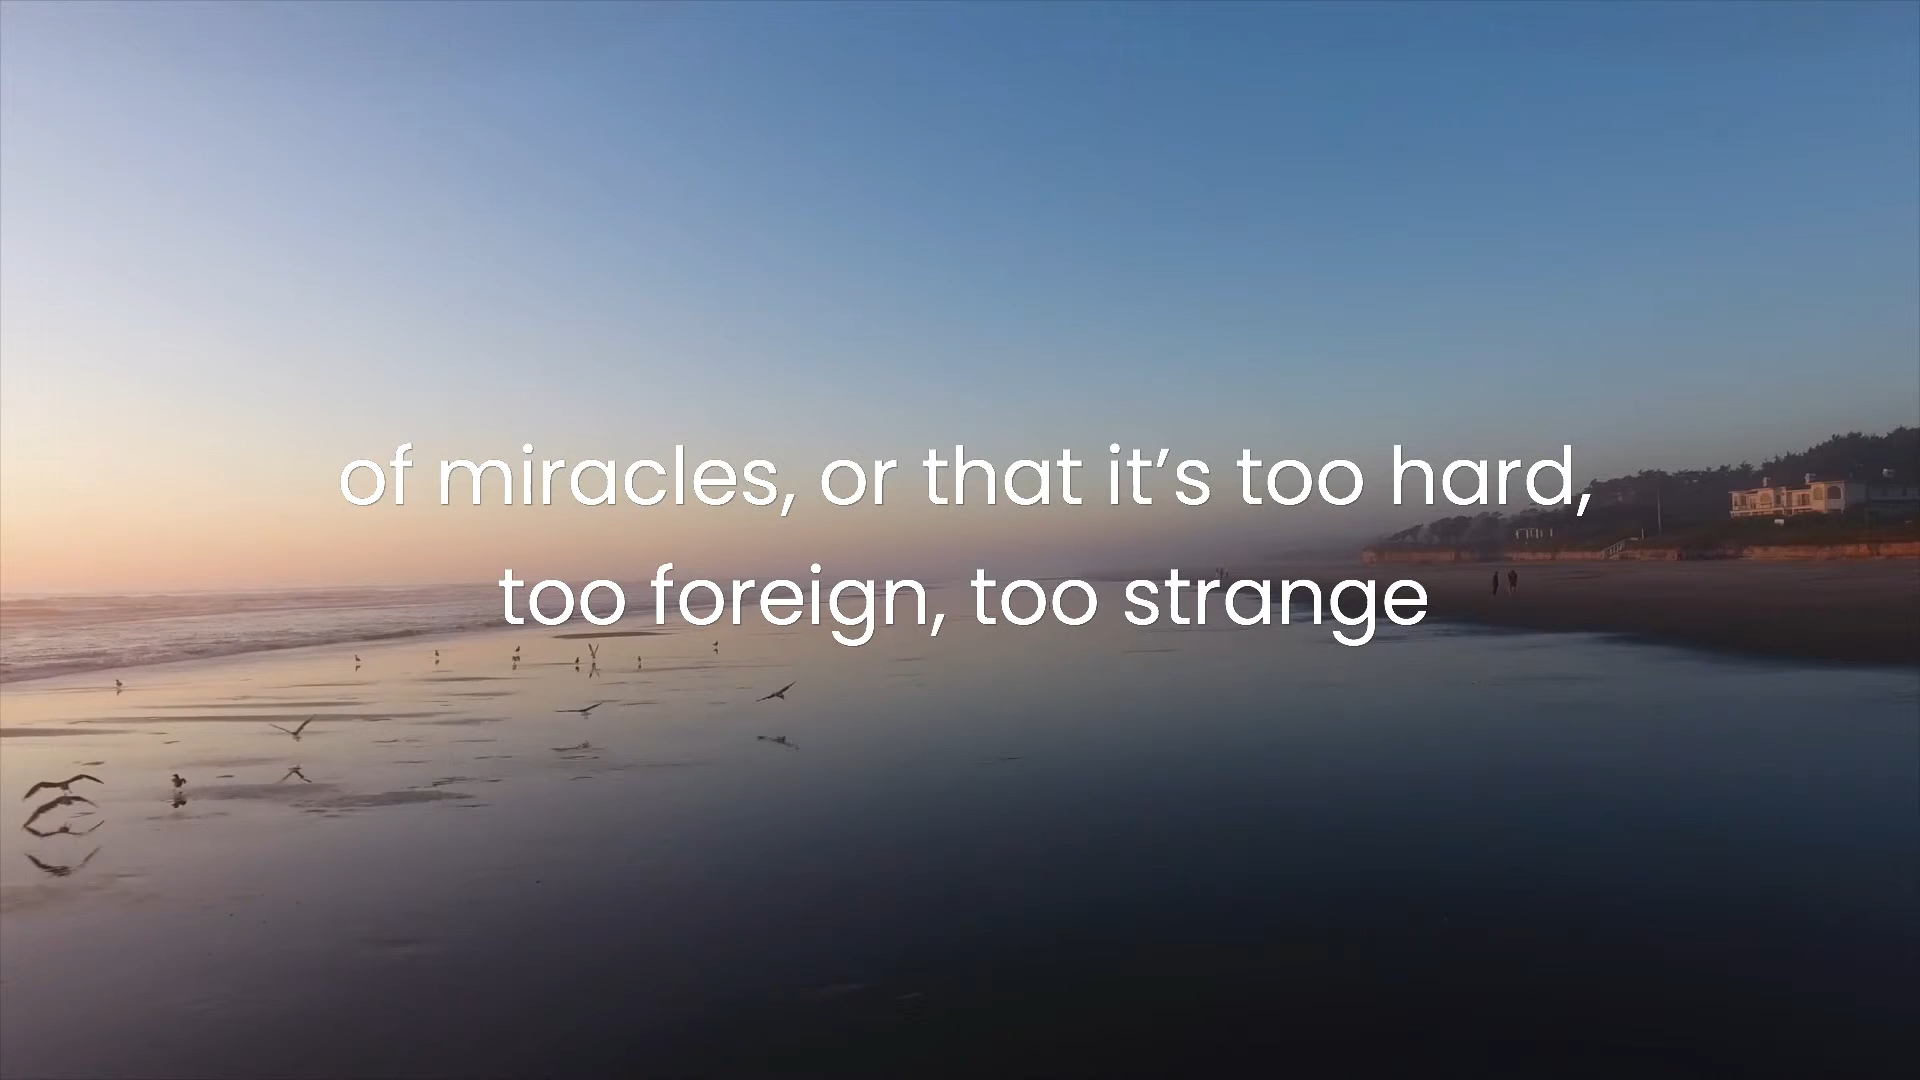 of miracles, or that it’s too hard,
too foreign, too strange